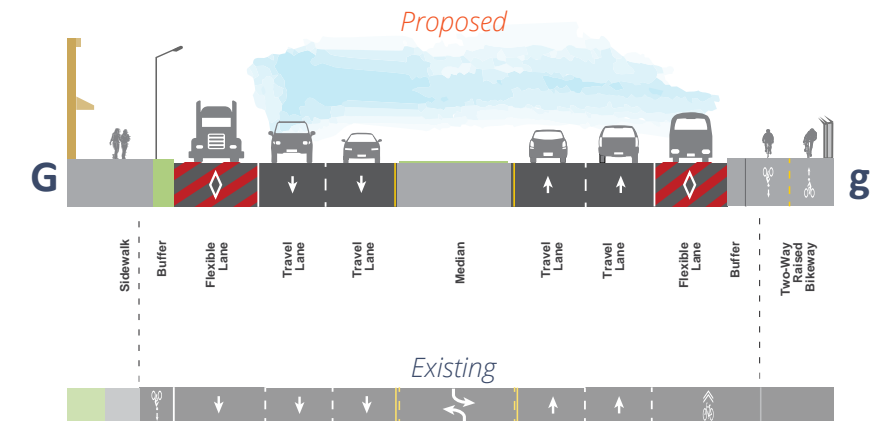 Proposed
G
g
Sidewalk
Buffer
Flexible
Lane
Travel
Lane
Travel
Lane
Median
Travel
Lane
Travel
Lane
Flexible
Lane
Buffer
Two-Way
Raised
Bikeway
Existing